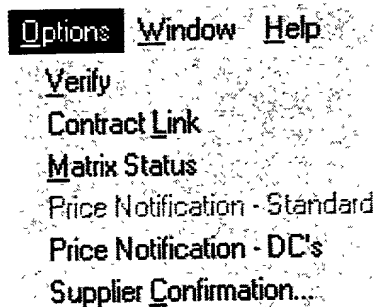 Options Window Help
Verify
Contract Link
Matrix Status
Price Notification - Standard
Price Notification - DC's
Supplier Confirmation...